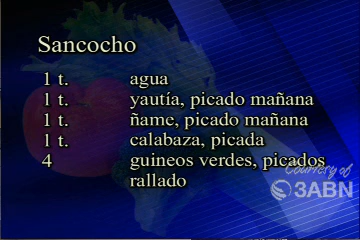 Sancocho
1 t. agua
1 t. yautía, picado mañana
1 t. ñame, picado mañana
1 t. calabaza, picada
4 guineos verdes, picados
rallado
Courtesy of
3ABN